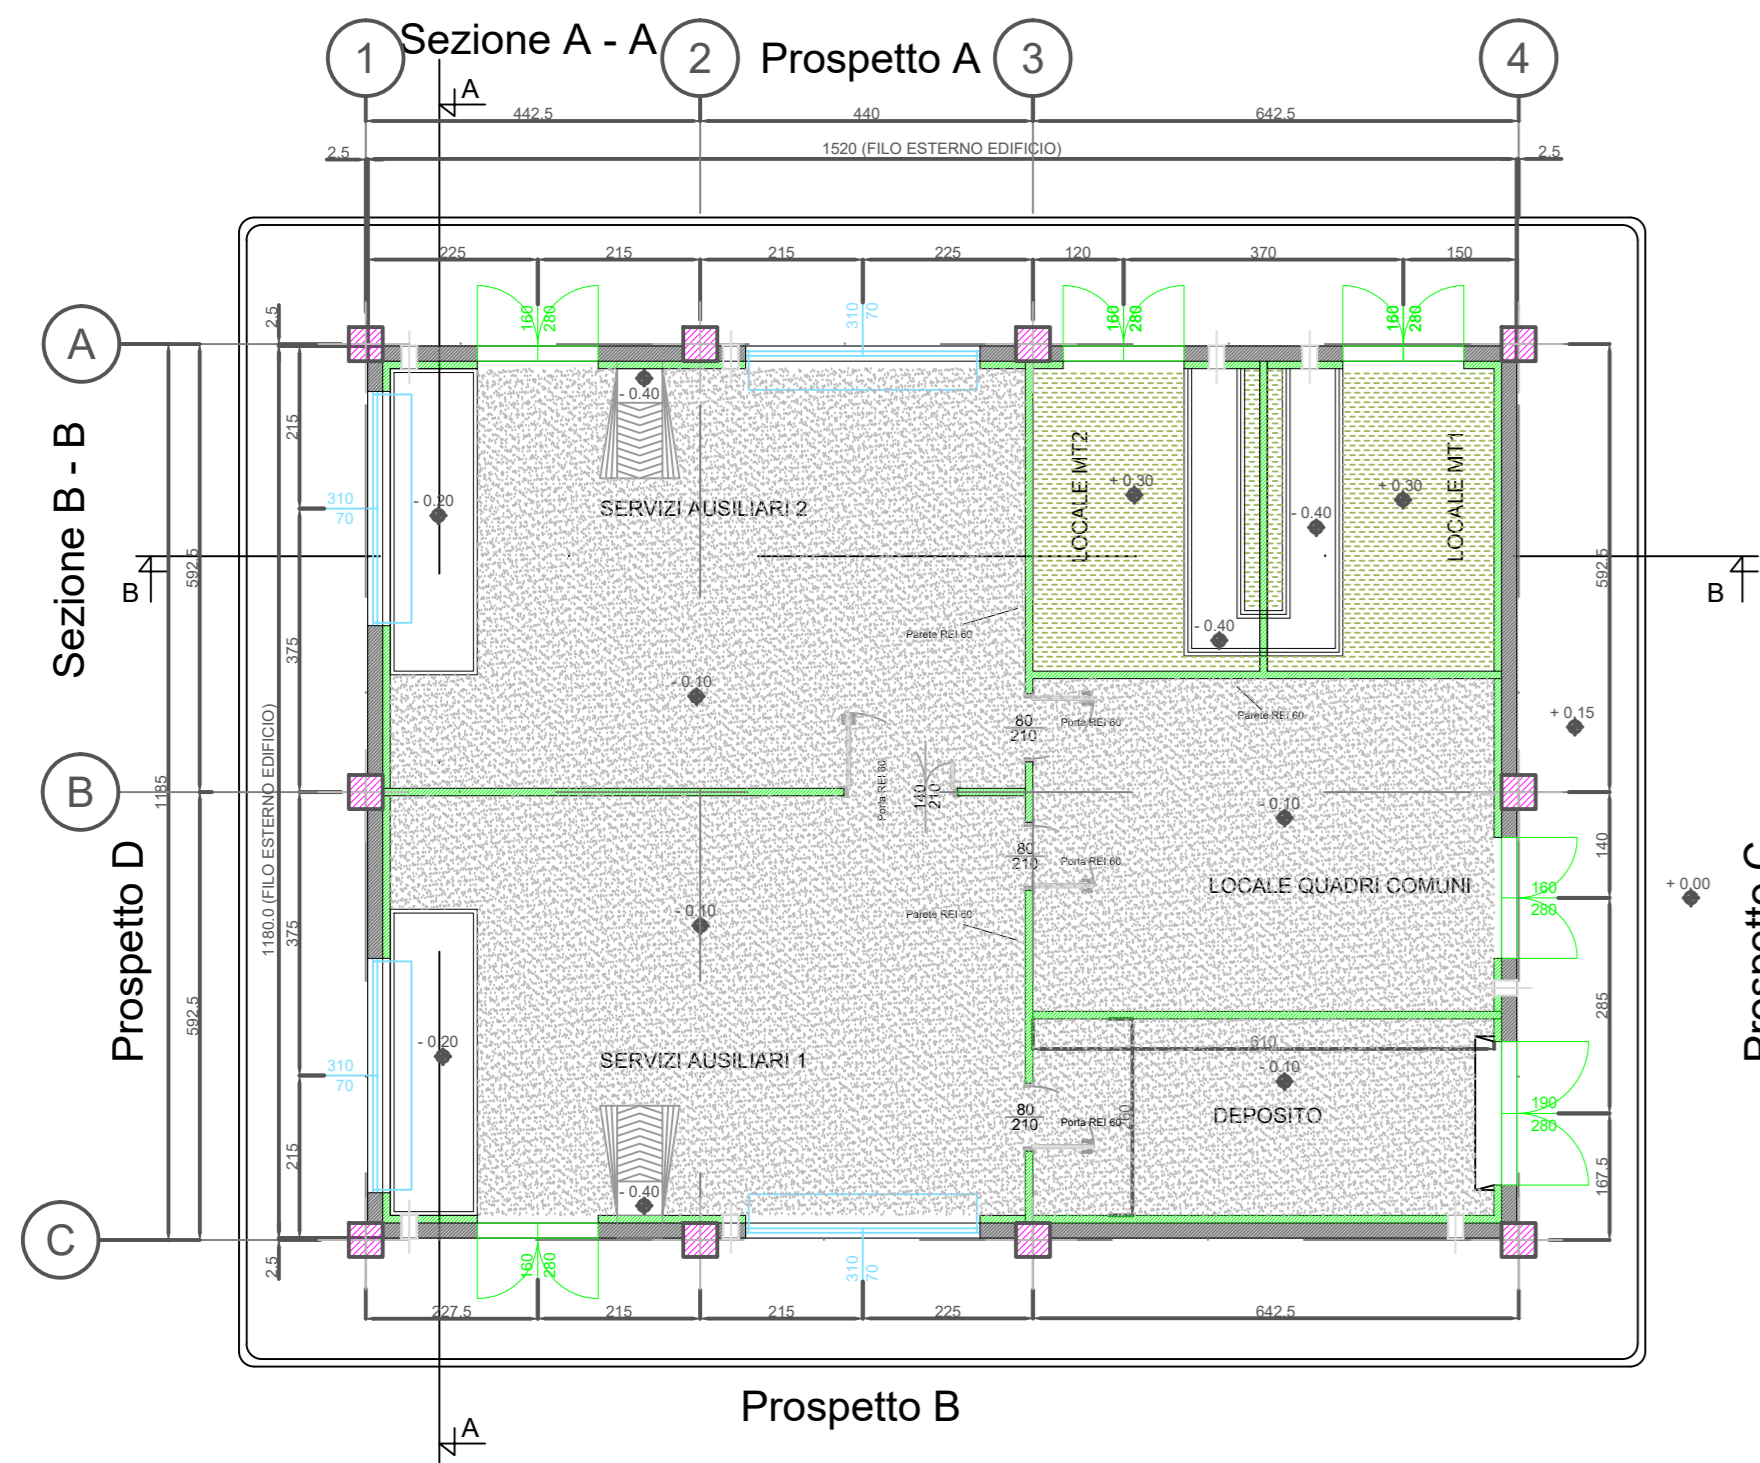 1
Sezione A - A
2
Prospetto A
3
4
A
442.5
440
642.5
2.5
1520 (FILO ESTERNO EDIFICIO)
2.5
225
215
215
225
120
370
150
2.5
160
280
310
70
160
280
160
280
A
- 0.40
215
Sezione B - B
310
70
- 0.20
SERVIZI AUSILIARI 2
LOCALE MT2
+ 0.30
- 0.40
+ 0.30
LOCALE MT1
592.5
592.5
B
B
- 0.40
Parete REI 60
375
- 0.10
80
210
Porta REI 60
Parete REI 60
+ 0.15
B
1185
1180.0 (FILO ESTERNO EDIFICIO)
Porta REI 60
140
210
- 0.10
80
210
Porta REI 60
140
LOCALE QUADRI COMUNI
160
280
+ 0.00
Prospetto D
- 0.10
Parete REI 60
375
592.5
285
- 0.20
310
70
SERVIZI AUSILIARI 1
610
- 0.10
DEPOSITO
80
210
Porta REI 60
260
190
280
215
167.5
- 0.40
C
2.5
160
280
310
70
227.5
215
215
225
642.5
Prospetto B
A